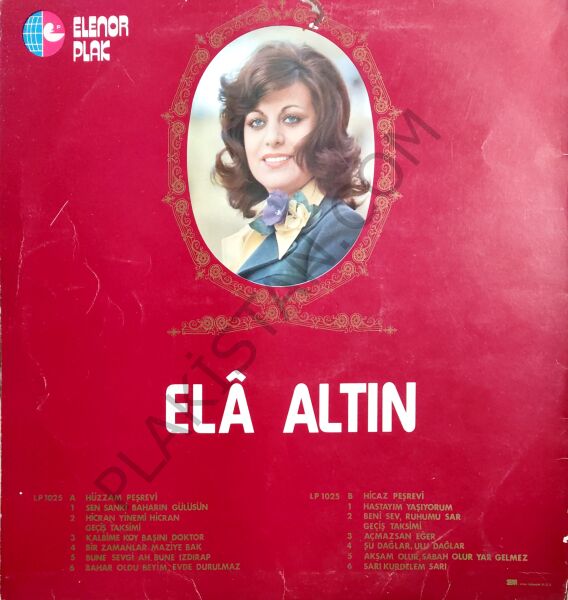 ELENOR
PLAK
ELÂ ALTIN
LP 1025 A HÜZZAM PEŞREVİ
1 SEN SANKİ BAHARIN GÜLÜSÜN
2 HİCRAN YİNEMİ HİCRAN
GEÇİŞ TAKSİMİ
3 KALBİME KOY BAŞINI DOKTOR
4 BİR ZAMANLAR MAZİYE BAK
5 BUNE SEVGİ AH, BUNE IZDIRAP
6 BAHAR OLDU BEYİM, EVDE DURULMAZ
LP 1025 B HİCAZ PEŞREVİ
1 HASTAYIM YAŞIYORUM
2 BENİ SEV, RUHUMU SAR
GEÇİŞ TAKSİMİ
3 AÇMAZSAN EĞER
4 ŞU DAĞLAR, ULU DAĞLAR
5 AKŞAM OLUR, SABAH OLUR YAR GELMEZ
6 SARI KURDELEM SARI
PLAKİSTAN.COM